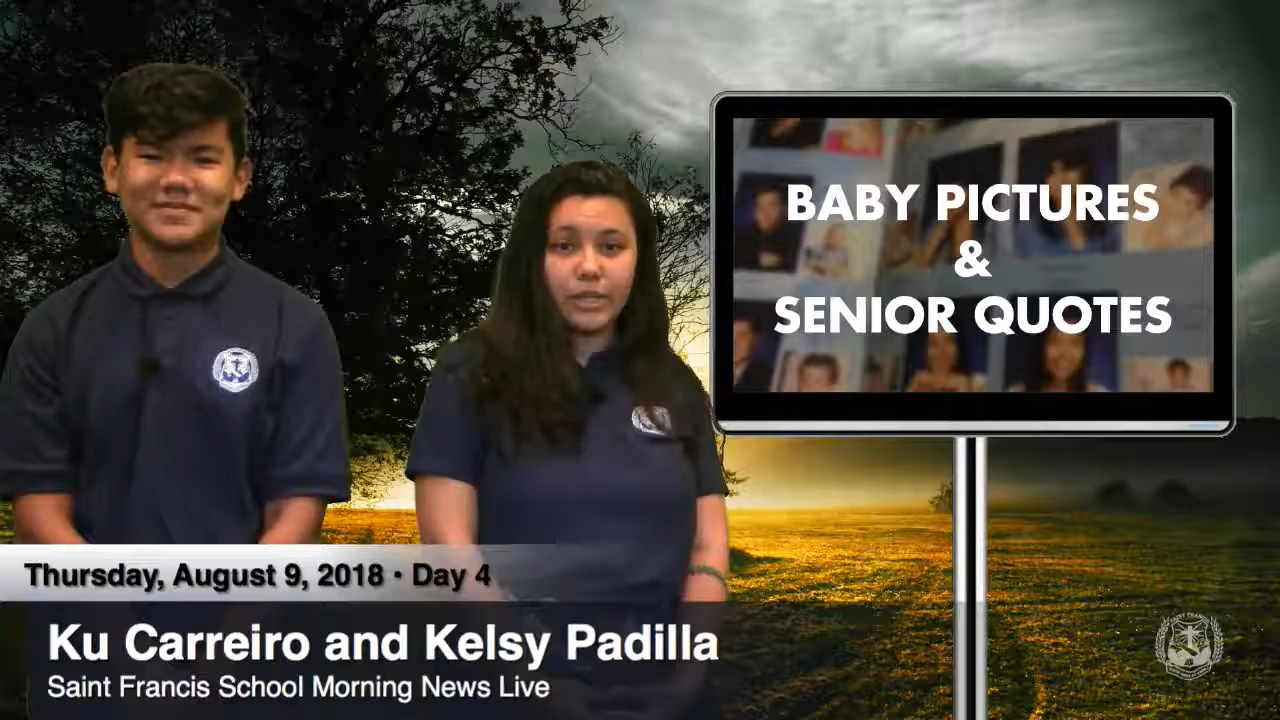 BABY PICTURES
&
SENIOR QUOTES
Thursday, August 9, 2018 • Day 4
Ku Carreiro and Kelsy Padilla
Saint Francis School Morning News Live